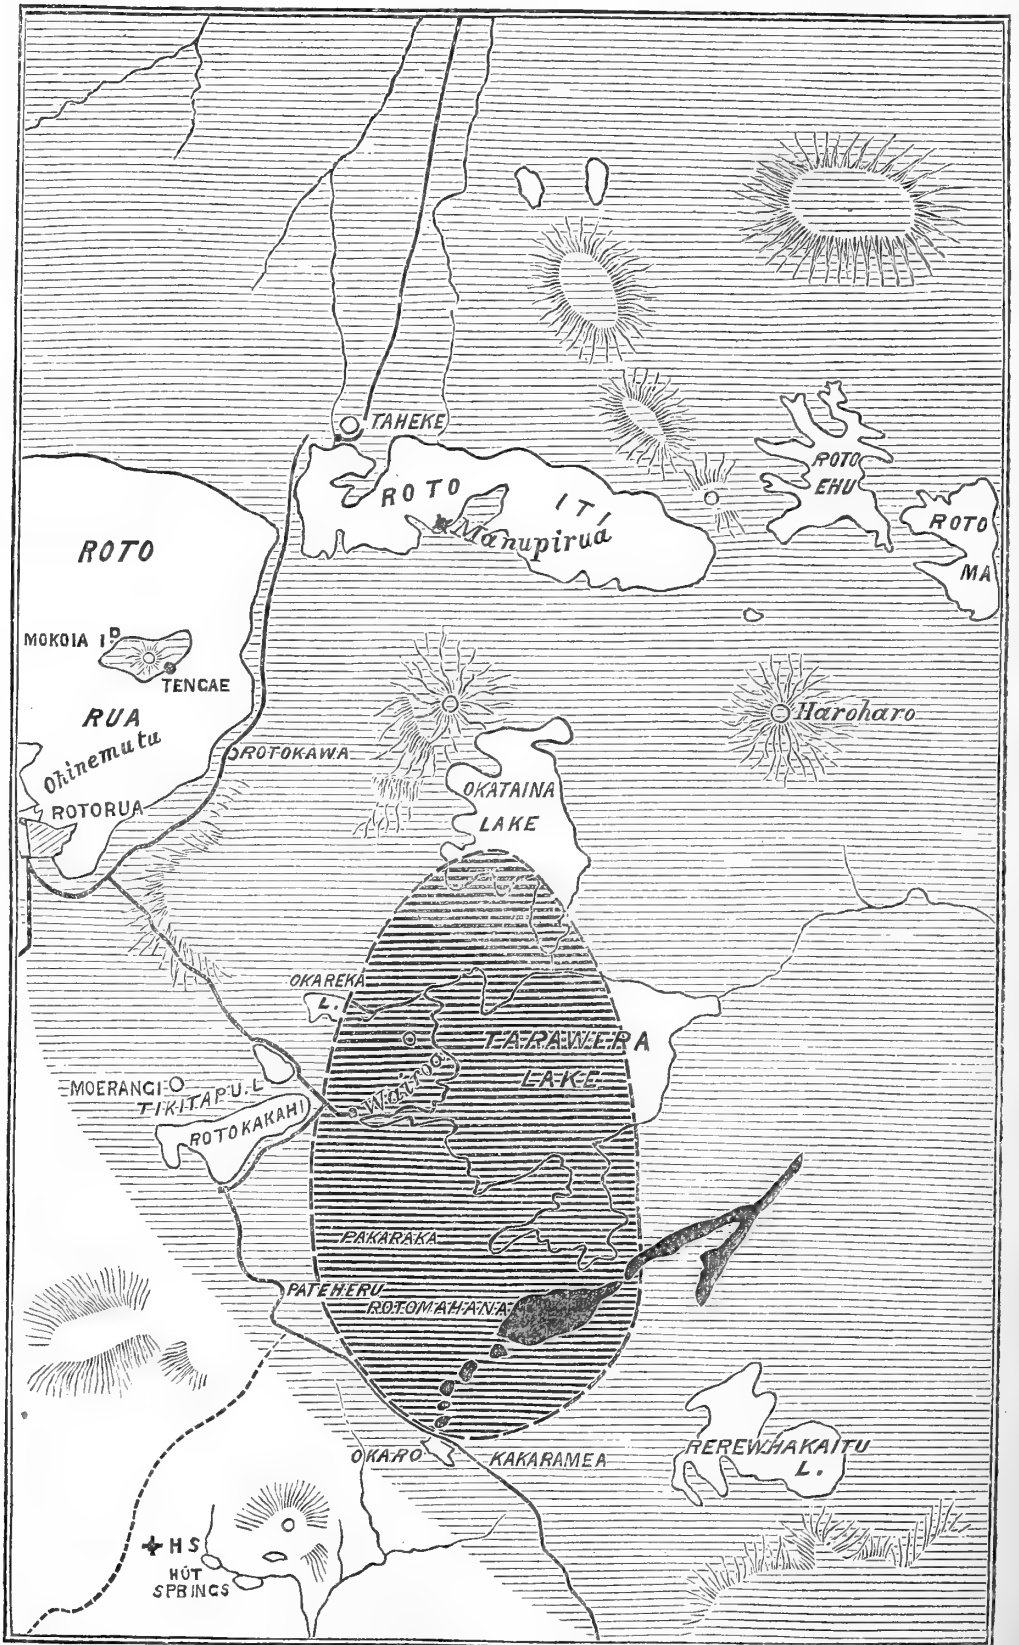 TAHEKE
ROTO
EHU
ROTO ITI
ROTO
MA
Manupirua
ROTO
MOKOIA ID
TENGAE
RUA
Haroharo
Ohinemutu
ROTOKAWA
OKATAINA
LAKE
ROTORUA
OKAREKA
L.
TARAWERA
LAKE
MOERANGI
TIKITAPU. L
Wairoa
ROTOKAKAHI
PAKARAKA
PATEHERU
ROTOMAHANA
OKARO
KAKARAMEA
REREWHAKAITU
L.
H S
HOT
SPRINGS